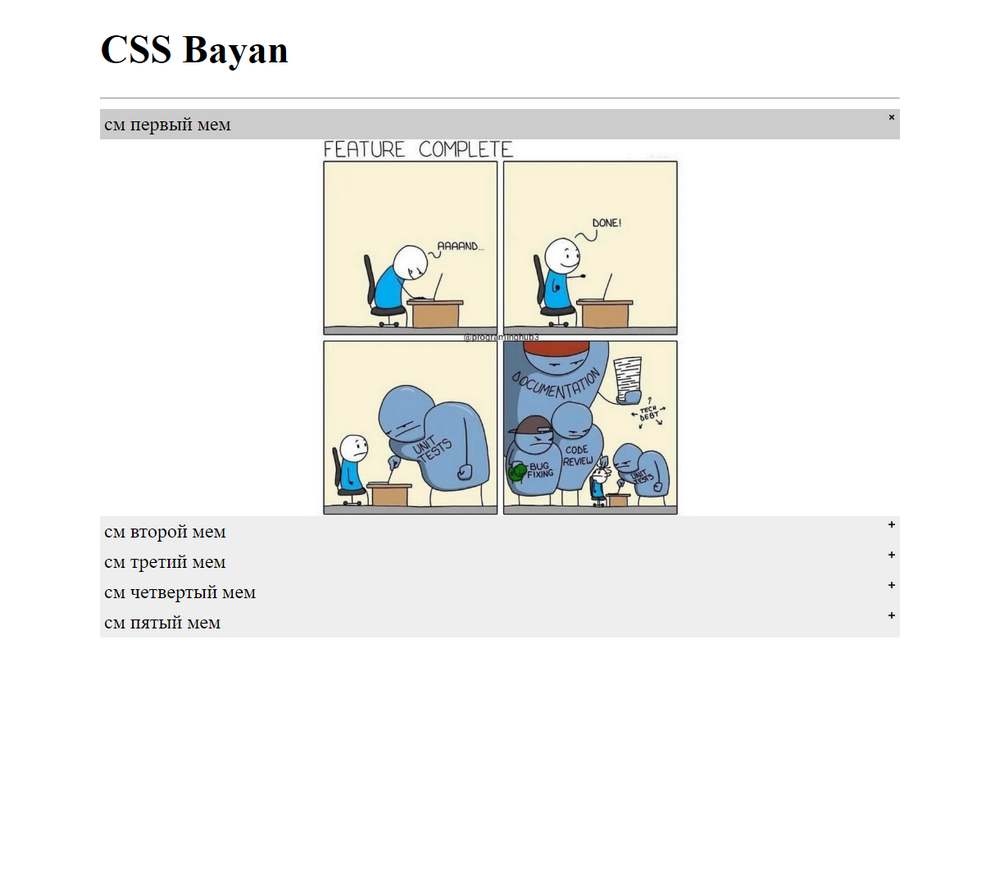 CSS Bayan
см первый мем
×
FEATURE COMPLETE
AAAAND...
DONE!
@programinghub3
UNIT
TESTS
DOCUMENTATION
TECH
DEBT
BUG
FIXING
CODE
REVIEW
UNIT
TESTS
см второй мем
+
см третий мем
+
см четвертый мем
+
см пятый мем
+